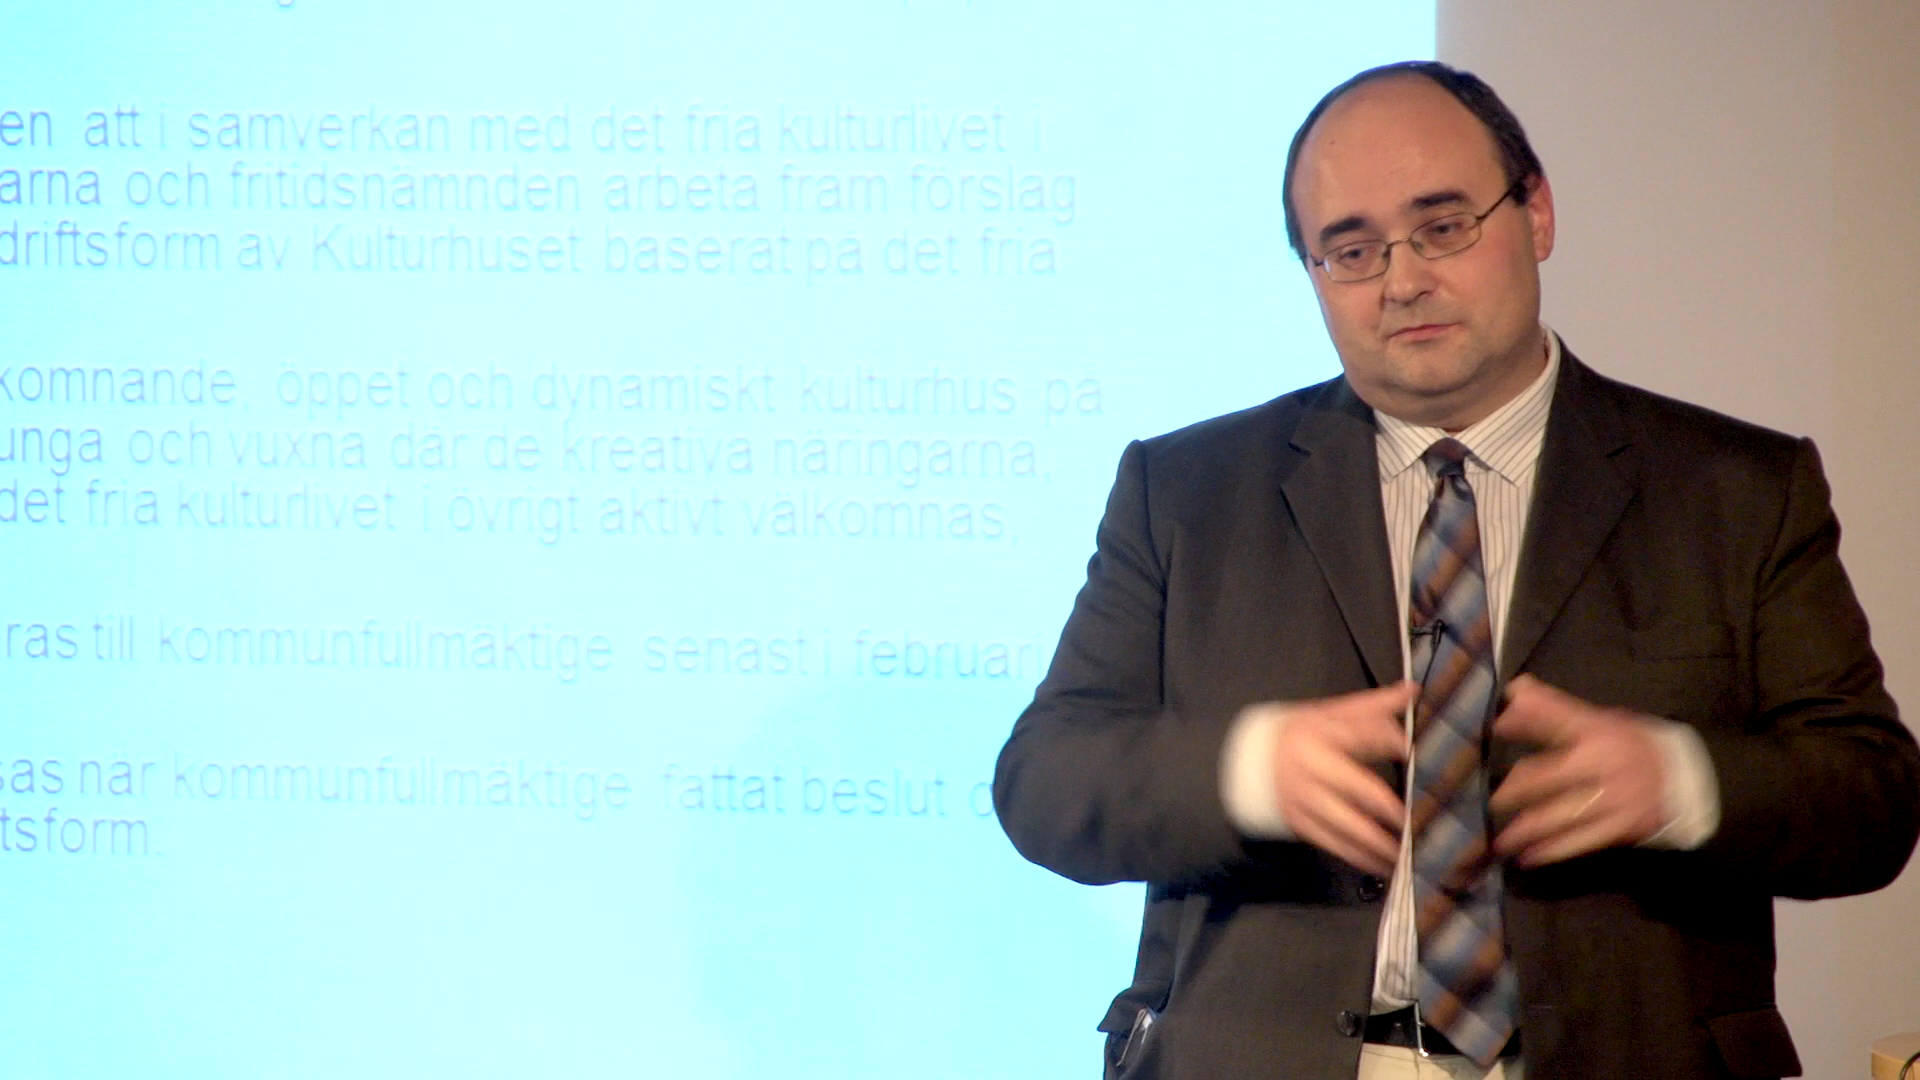 en att i samverkan med det fria kulturlivet i
arna och fritidsnämnden arbeta fram förslag
driftsform av Kulturhuset baserat på det fria
komnande, öppet och dynamiskt kulturhus på
unga och vuxna där de kreativa näringarna,
det fria kulturlivet i övrigt aktivt välkomnas,
ras till kommunfullmäktige senast i februari
sas när kommunfullmäktige fattat beslut o
tsform.